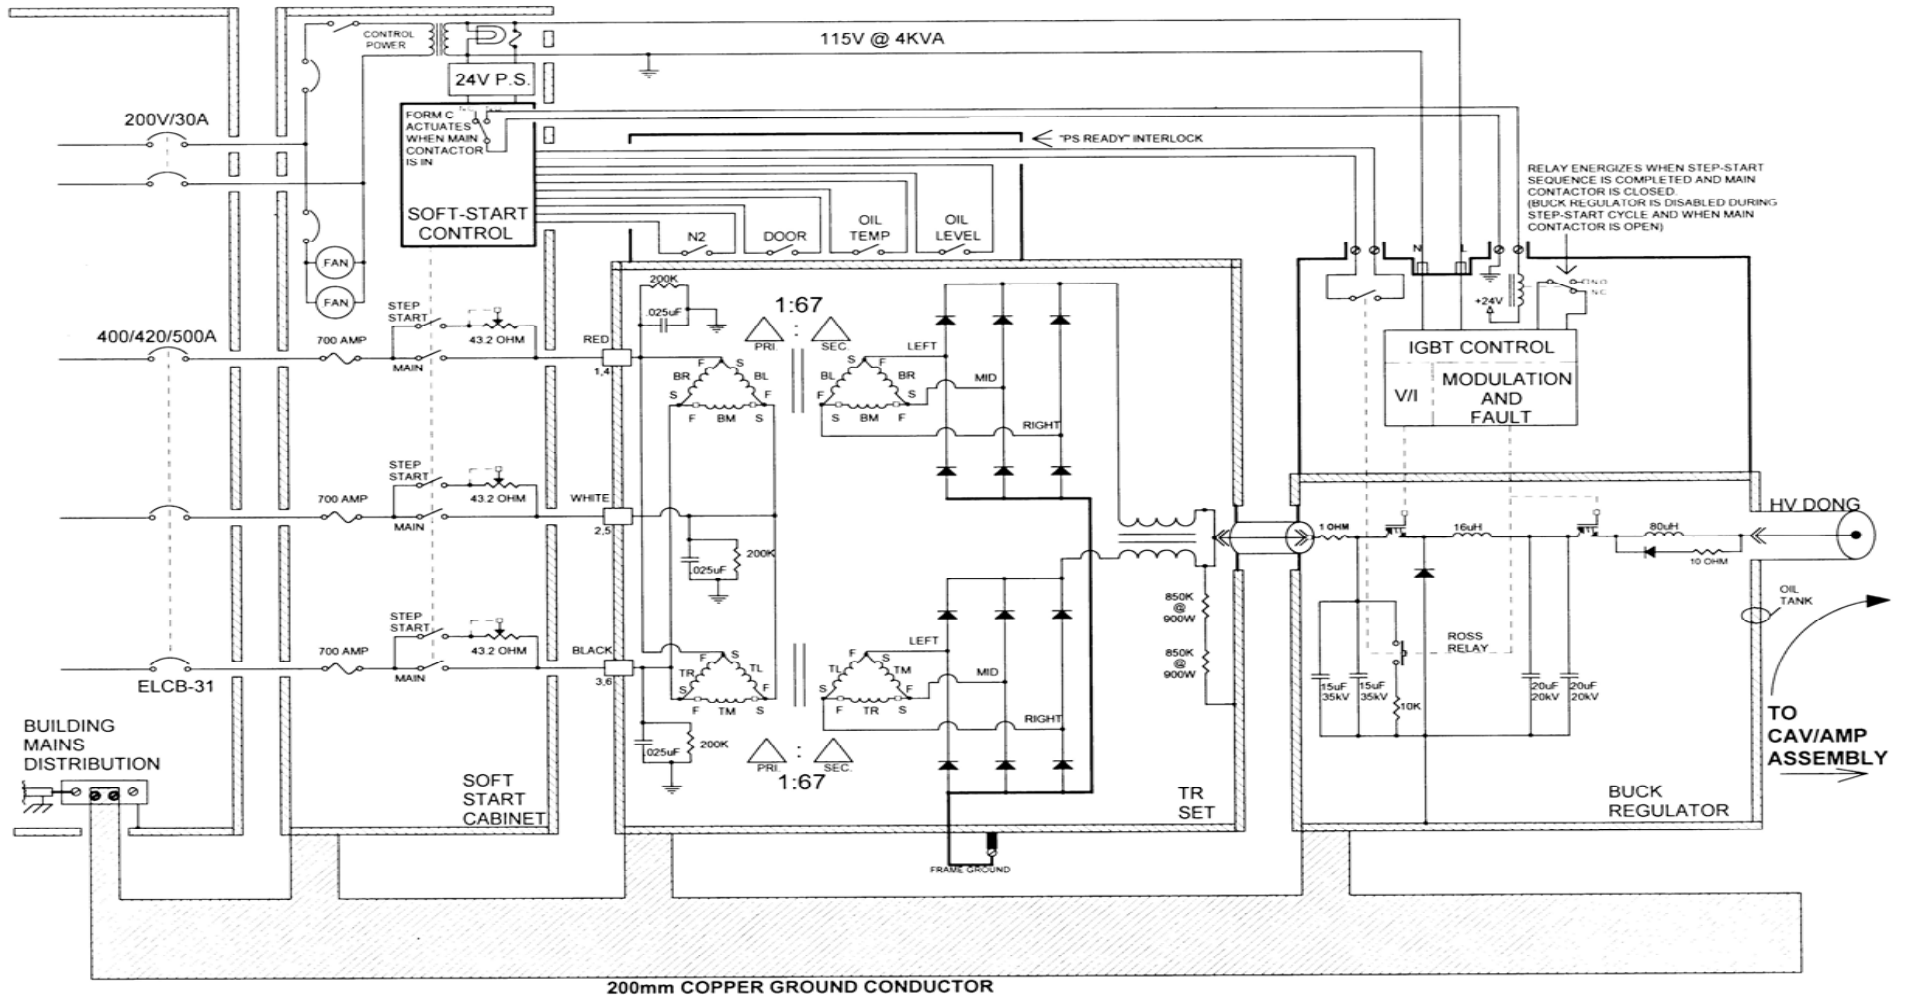 CONTROL
POWER
115V @ 4KVA
24V P.S.
200V/30A
FORM C
ACTUATES
WHEN MAIN
CONTACTOR
IS IN
"PS READY" INTERLOCK
RELAY ENERGIZES WHEN STEP-START
SEQUENCE IS COMPLETED AND MAIN
CONTACTOR IS CLOSED.
(BUCK REGULATOR IS DISABLED DURING
STEP-START CYCLE AND WHEN MAIN
CONTACTOR IS OPEN)
SOFT-START
CONTROL
N2
DOOR
OIL
TEMP
OIL
LEVEL
FAN
FAN
N
L
+24V
N.O
N.C
200K
.025uF
1:67
:
PRI.
SEC.
STEP
START
43.2 OHM
400/420/500A
700 AMP
MAIN
RED
1,4
LEFT
MID
RIGHT
F
S
BR
BL
S
F
F
BM
S
S
F
BL
BR
F
S
S
BM
F
IGBT CONTROL
V/I
MODULATION
AND
FAULT
STEP
START
43.2 OHM
700 AMP
MAIN
WHITE
2,5
200K
.025uF
HV DONG
1 OHM
16uH
80uH
10 OHM
850K
@
900W
850K
@
900W
OIL
TANK
STEP
START
43.2 OHM
700 AMP
MAIN
BLACK
3,6
ELCB-31
F
S
TR
TL
S
F
F
TM
S
F
S
TL
TM
S
S
F
TR
S
LEFT
MID
RIGHT
ROSS
RELAY
15uF
35kV
15uF
35kV
10K
20uF
20kV
20uF
20kV
.025uF
200K
PRI.
:
SEC.
1:67
TO
CAV/AMP
ASSEMBLY
BUILDING
MAINS
DISTRIBUTION
SOFT
START
CABINET
TR
SET
BUCK
REGULATOR
FRAME GROUND
200mm COPPER GROUND CONDUCTOR